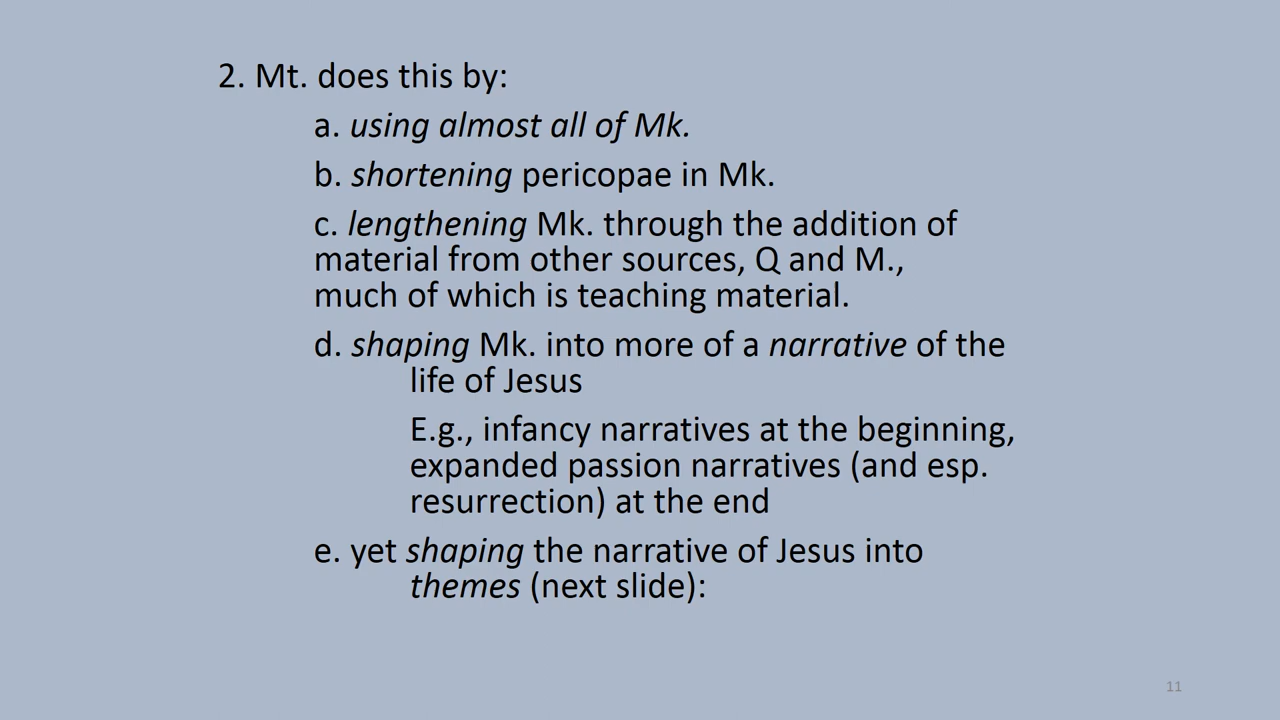 2. Mt. does this by:
a. using almost all of Mk.
b. shortening pericopae in Mk.
c. lengthening Mk. through the addition of
material from other sources, Q and M.,
much of which is teaching material.
d. shaping Mk. into more of a narrative of the
life of Jesus
E.g., infancy narratives at the beginning,
expanded passion narratives (and esp.
resurrection) at the end
e. yet shaping the narrative of Jesus into
themes (next slide):
11